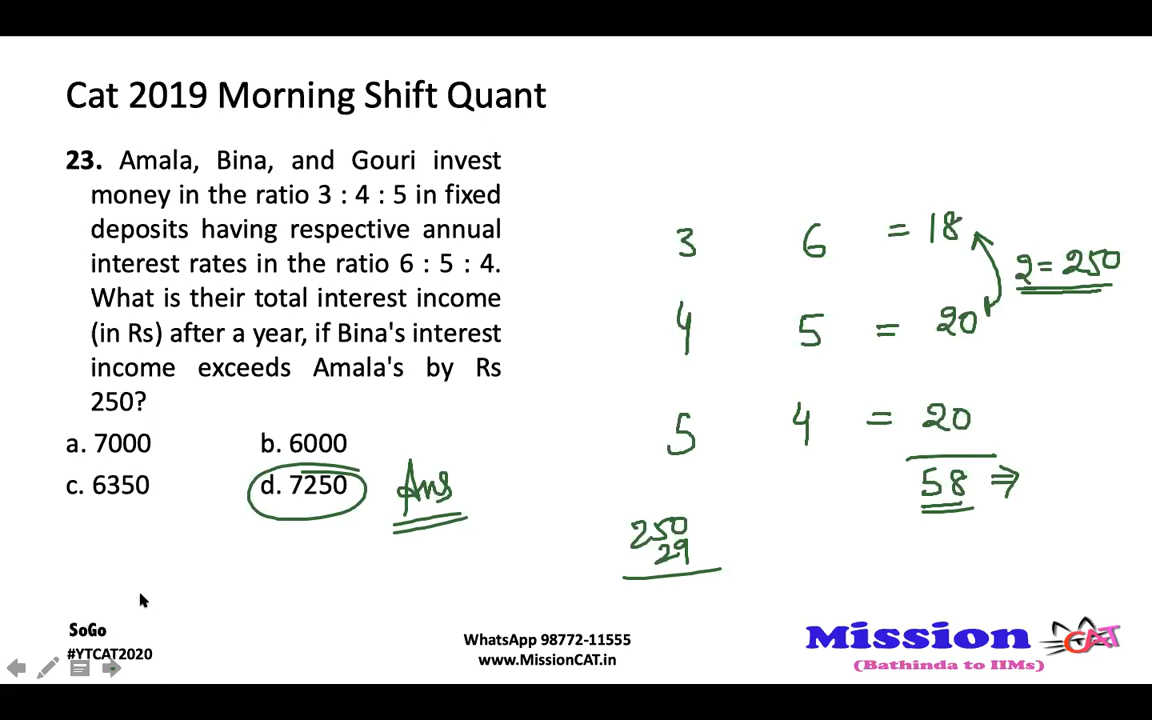 Cat 2019 Morning Shift Quant
23. Amala, Bina, and Gouri invest
money in the ratio 3 : 4 : 5 in fixed
deposits having respective annual
interest rates in the ratio 6 : 5 : 4.
What is their total interest income
(in Rs) after a year, if Bina's interest
income exceeds Amala's by Rs
250?
a. 7000 b. 6000
c. 6350 d. 7250 Ans
3 6 = 18
2 = 250
4 5 = 20
5 4 = 20
58 ⇒
250
29
SoGo
#YTCAT2020
WhatsApp 98772-11555
www.MissionCAT.in
Mission CAT
(Bathinda to IIMs)